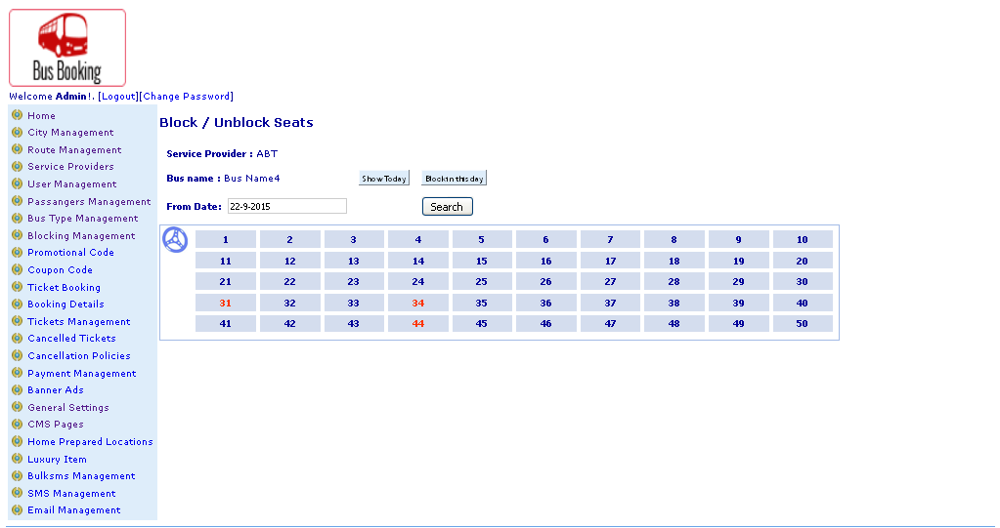 Bus Booking
Welcome Admin!. [Logout][Change Password]
Home
City Management
Route Management
Service Providers
User Management
Passangers Management
Bus Type Management
Blocking Management
Promotional Code
Coupon Code
Ticket Booking
Booking Details
Tickets Management
Cancelled Tickets
Cancellation Policies
Payment Management
Banner Ads
General Settings
CMS Pages
Home Prepared Locations
Luxury Item
Bulksms Management
SMS Management
Email Management
Block / Unblock Seats
Service Provider : ABT
Bus name : Bus Name4 Show Today Block in this day
From Date: 22-9-2015 Search
1 2 3 4 5 6 7 8 9 10
11 12 13 14 15 16 17 18 19 20
21 22 23 24 25 26 27 28 29 30
31 32 33 34 35 36 37 38 39 40
41 42 43 44 45 46 47 48 49 50